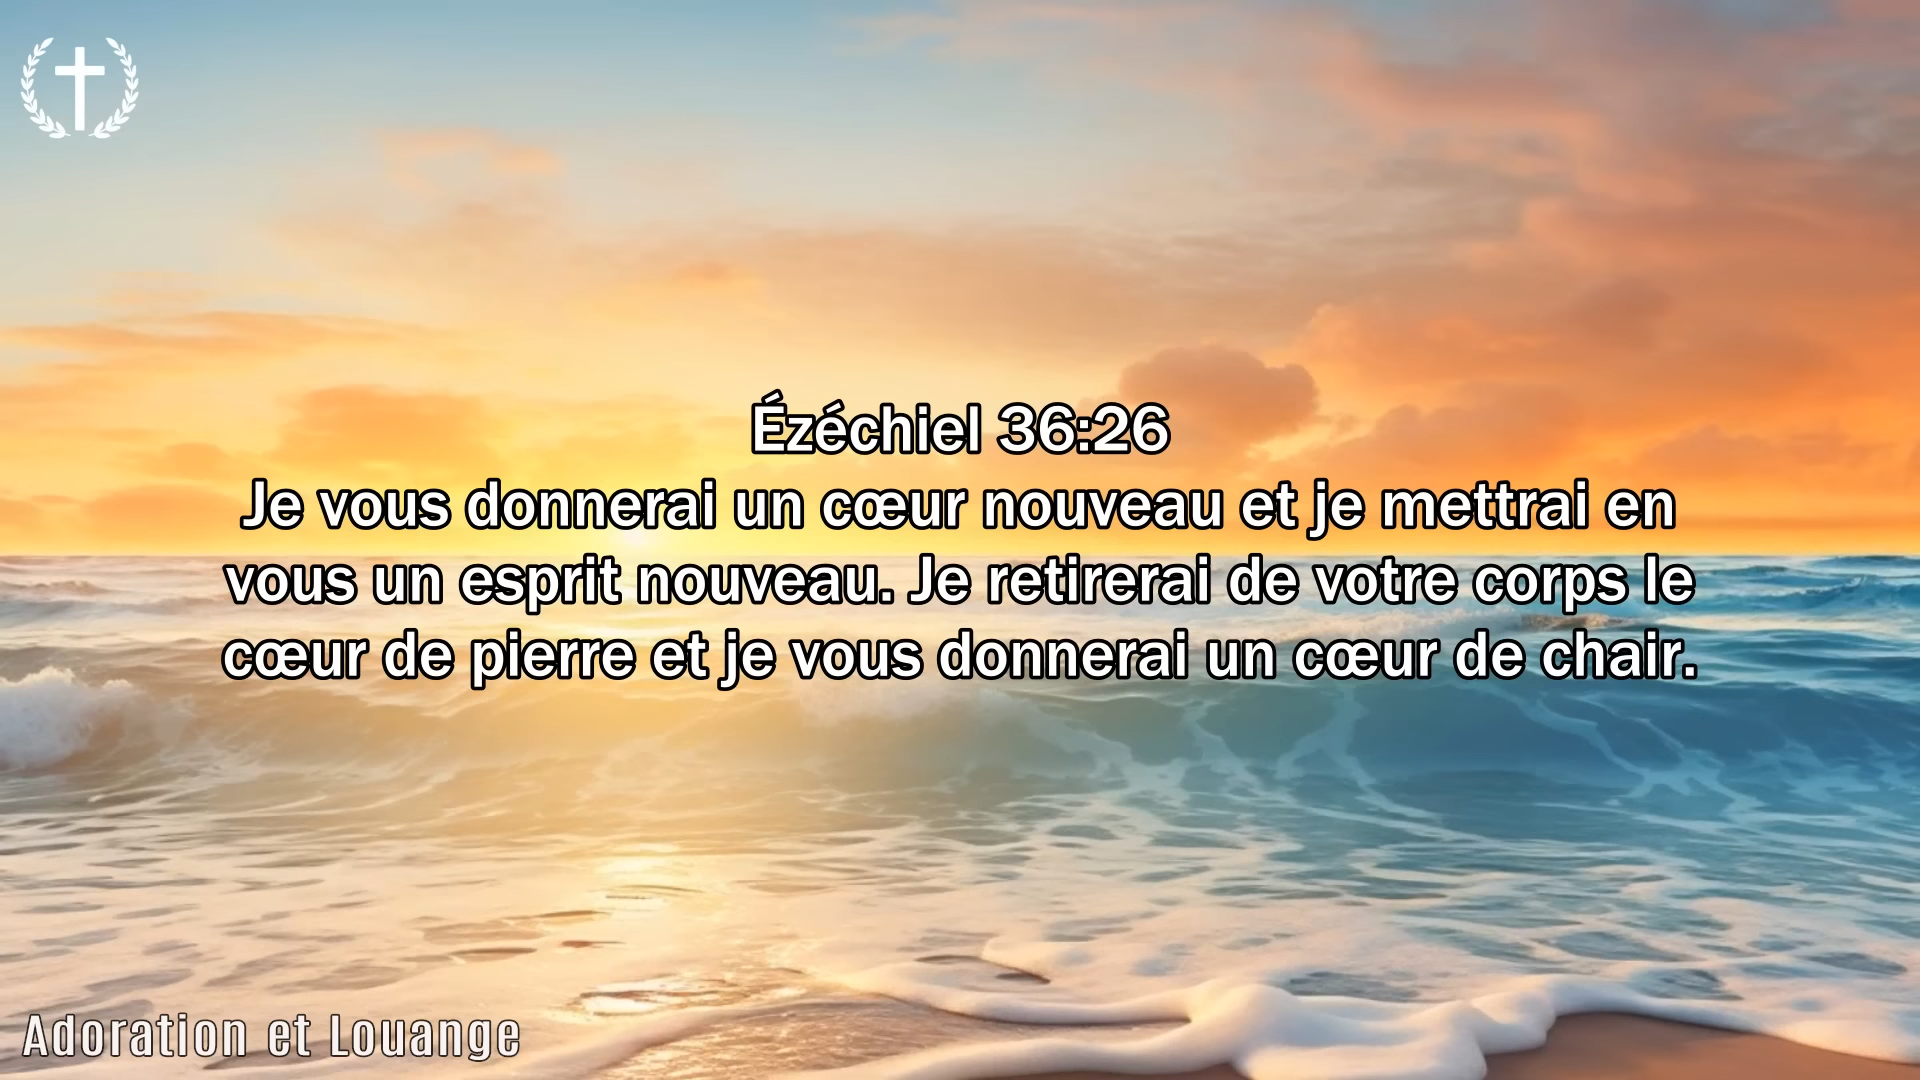 Ézéchiel 36:26
Je vous donnerai un cœur nouveau et je mettrai en
vous un esprit nouveau. Je retirerai de votre corps le
cœur de pierre et je vous donnerai un cœur de chair.
Adoration et Louange